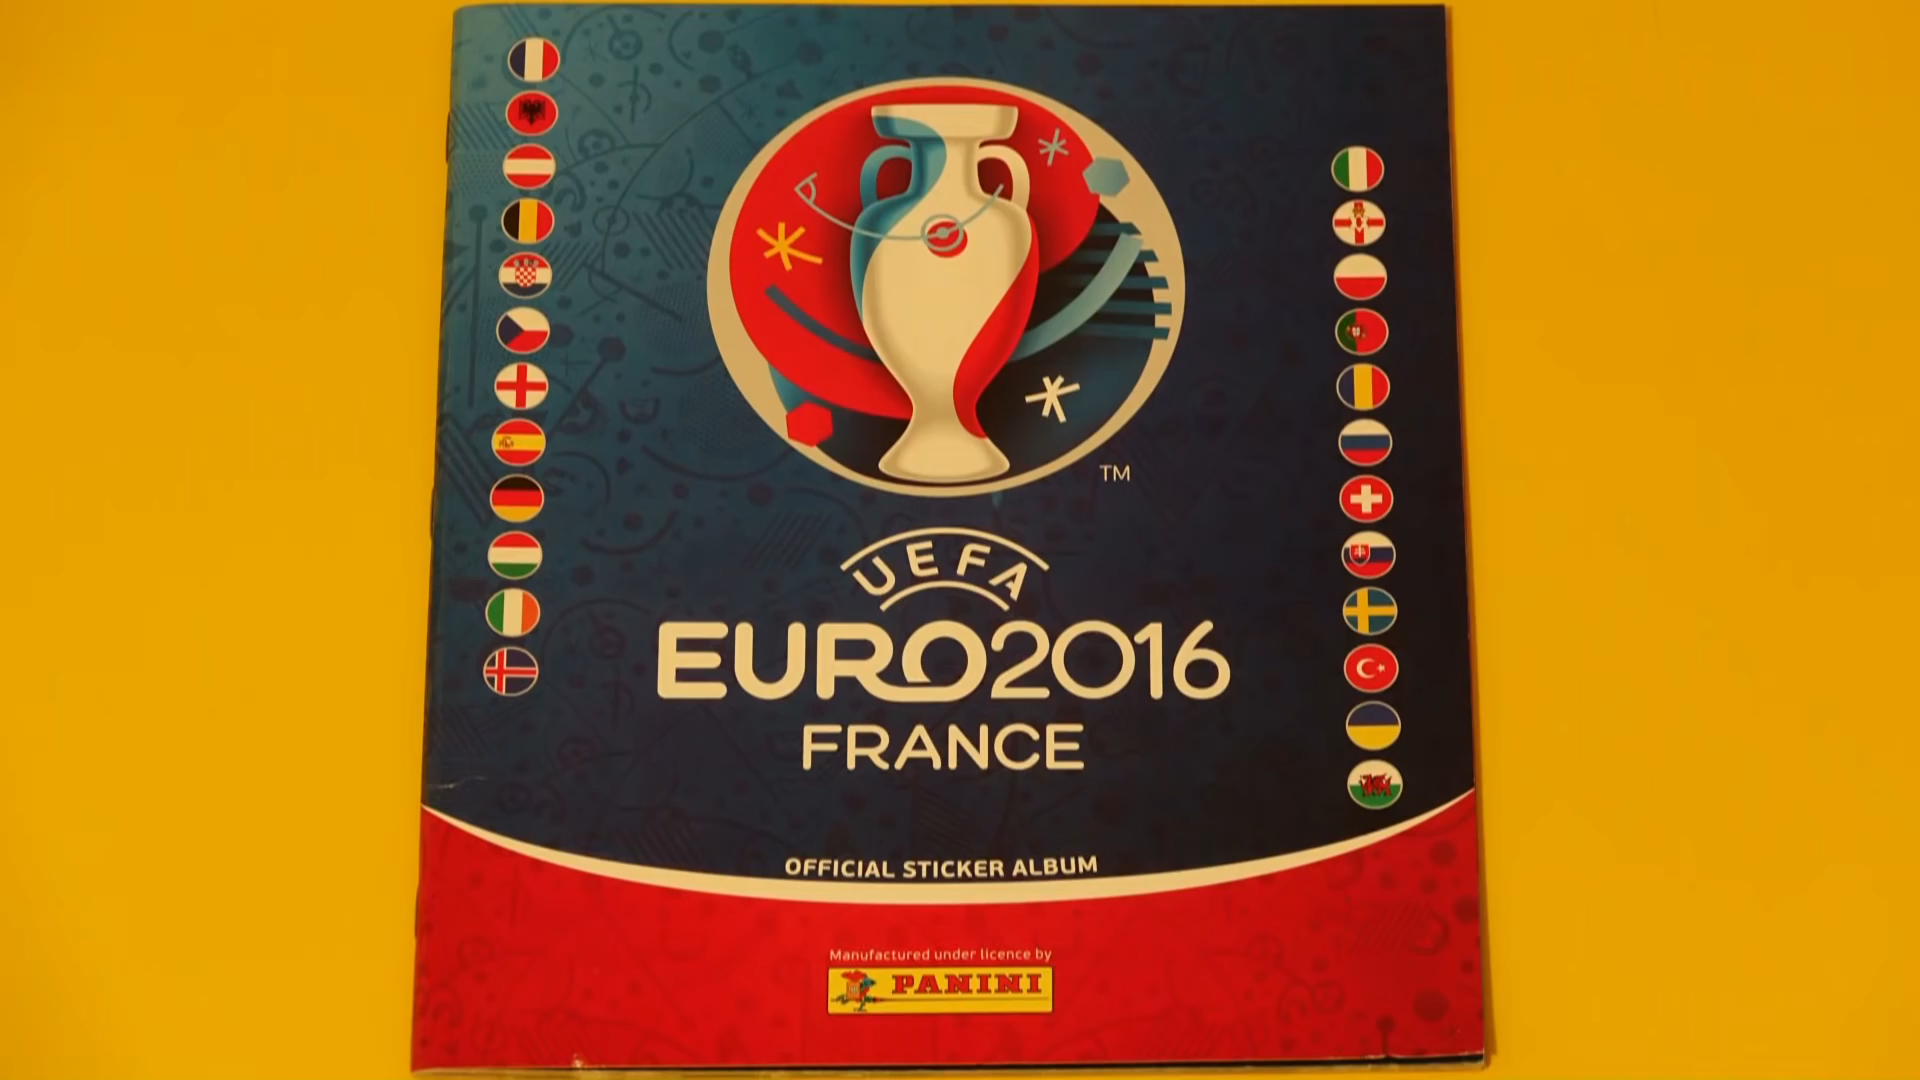 TM
UEFA
EURO2016
FRANCE
OFFICIAL STICKER ALBUM
Manufactured under licence by
PANINI